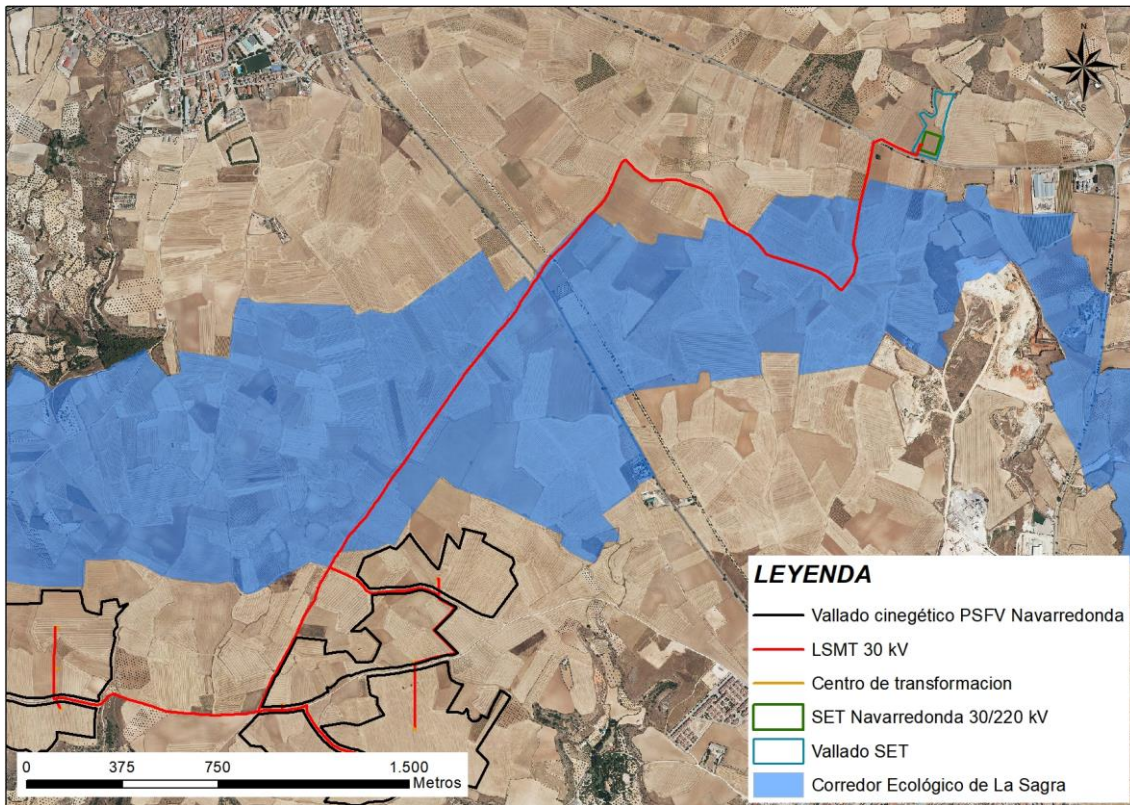 N
W
E
S
LEYENDA
Vallado cinegético PSFV Navarredonda
LSMT 30 kV
Centro de transformacion
SET Navarredonda 30/220 kV
Vallado SET
Corredor Ecológico de La Sagra
0 375 750 1.500
Metros